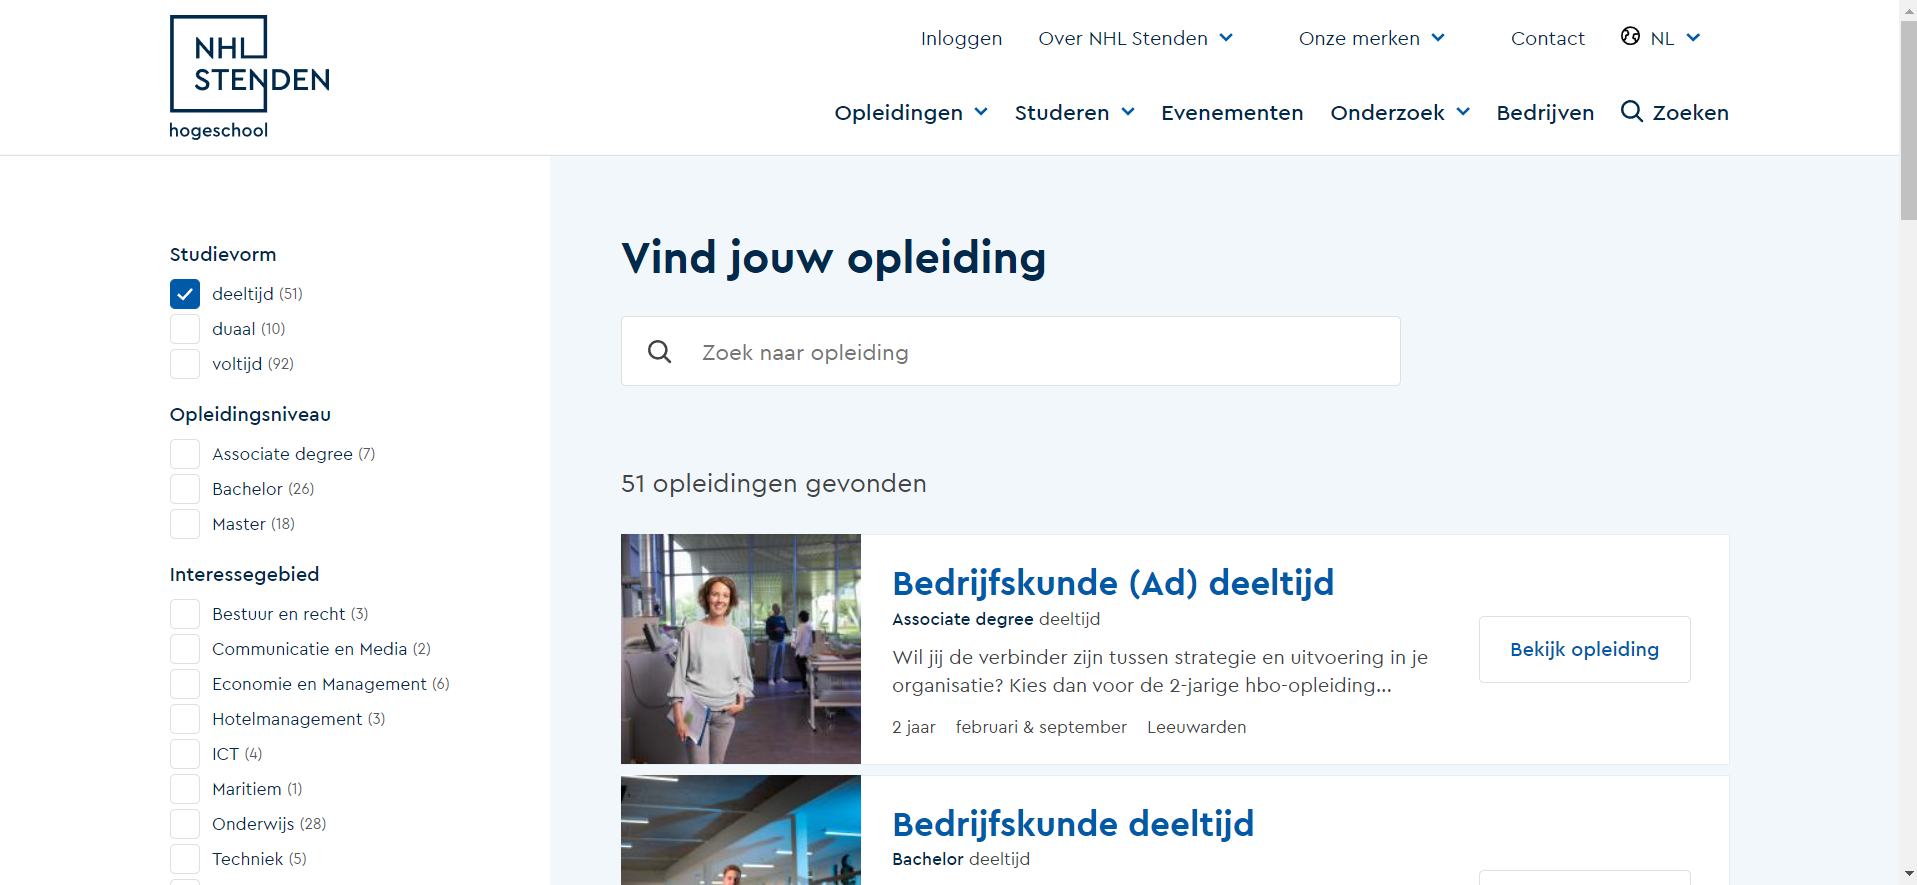 NHL
STENDEN
hogeschool
Inloggen Over NHL Stenden Onze merken Contact NL
Opleidingen Studeren Evenementen Onderzoek Bedrijven Zoeken
Studievorm
deeltijd (51)
duaal (10)
voltijd (92)
Opleidingsniveau
Associate degree (7)
Bachelor (26)
Master (18)
Interessegebied
Bestuur en recht (3)
Communicatie en Media (2)
Economie en Management (6)
Hotelmanagement (3)
ICT (4)
Maritiem (1)
Onderwijs (28)
Techniek (5)
Vind jouw opleiding
Zoek naar opleiding
51 opleidingen gevonden
Bedrijfskunde (Ad) deeltijd
Associate degree deeltijd
Wil jij de verbinder zijn tussen strategie en uitvoering in je
organisatie? Kies dan voor de 2-jarige hbo-opleiding...
2 jaar februari & september Leeuwarden
Bekijk opleiding
Bedrijfskunde deeltijd
Bachelor deeltijd